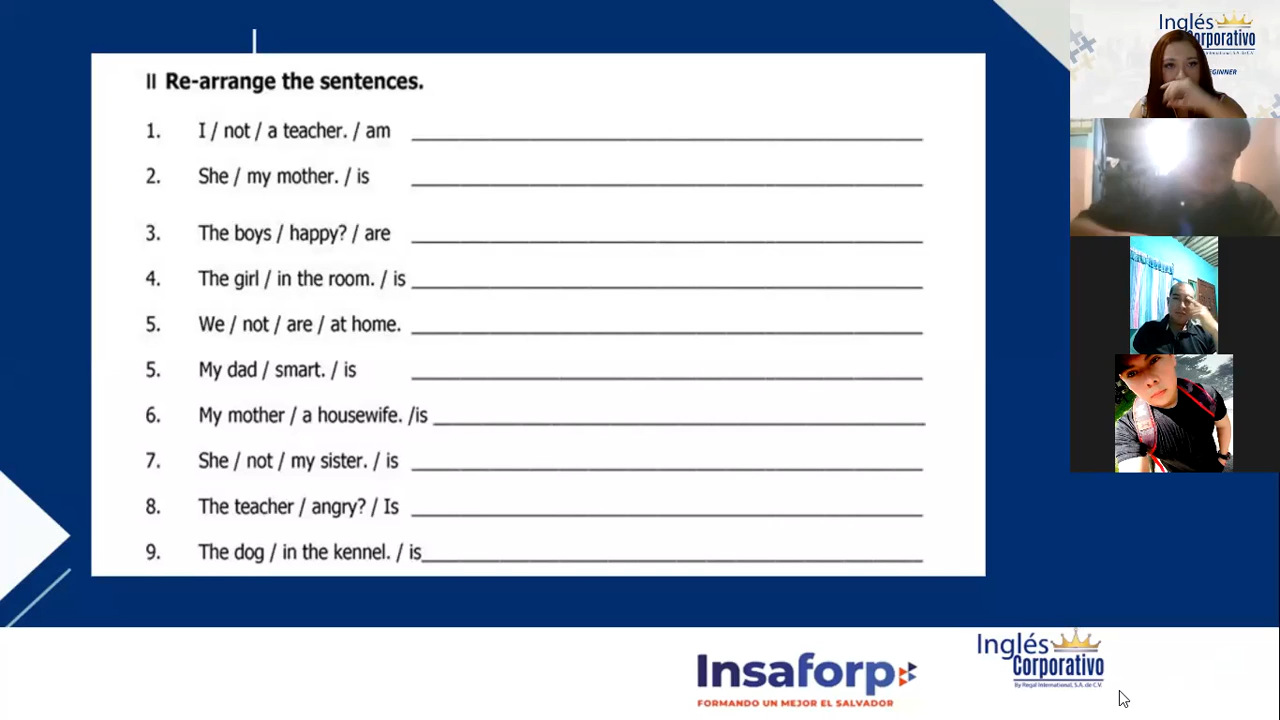 II Re-arrange the sentences.
1. I / not / a teacher. / am
2. She / my mother. / is
3. The boys / happy? / are
4. The girl / in the room. / is
5. We / not / are / at home.
5. My dad / smart. / is
6. My mother / a housewife. /is
7. She / not / my sister. / is
8. The teacher / angry? / Is
9. The dog / in the kennel. / is
Inglés
Corporativo
Insaforp
FORMANDO UN MEJOR EL SALVADOR
Inglés
Corporativo
By Regal International, S.A. de C.V.